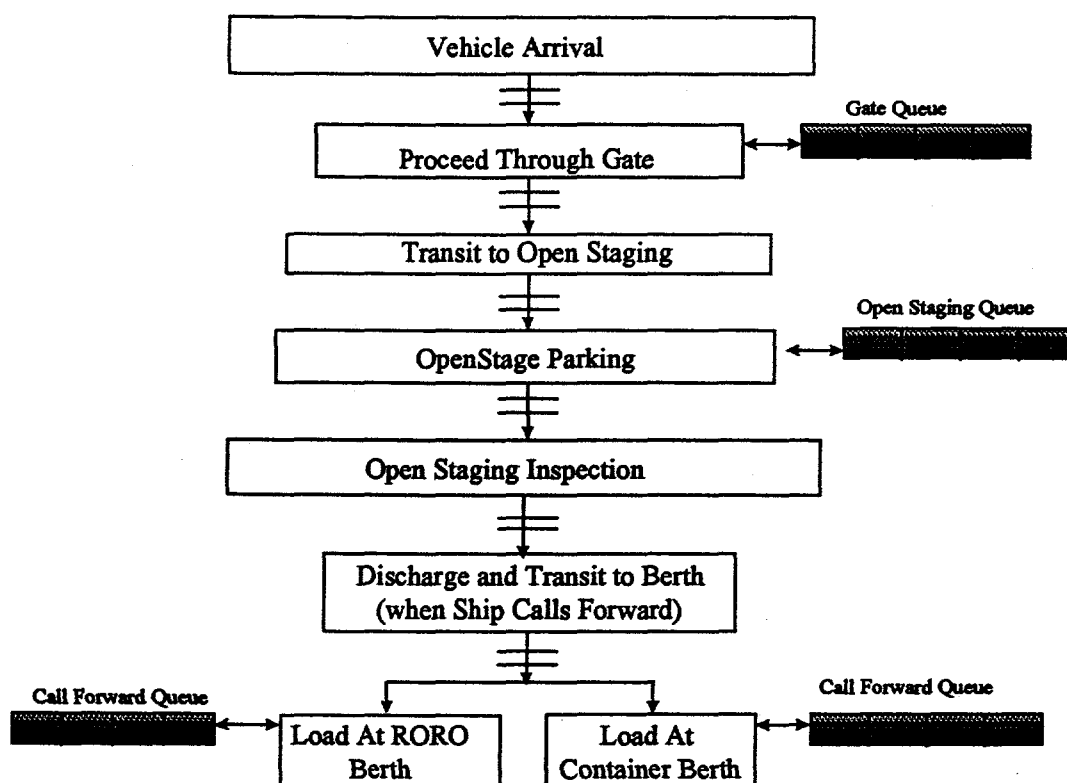 Vehicle Arrival
Gate Queue
Proceed Through Gate
Transit to Open Staging
Open Staging Queue
OpenStage Parking
Open Staging Inspection
Discharge and Transit to Berth
(when Ship Calls Forward)
Call Forward Queue
Call Forward Queue
Load At RORO
Berth
Load At
Container Berth